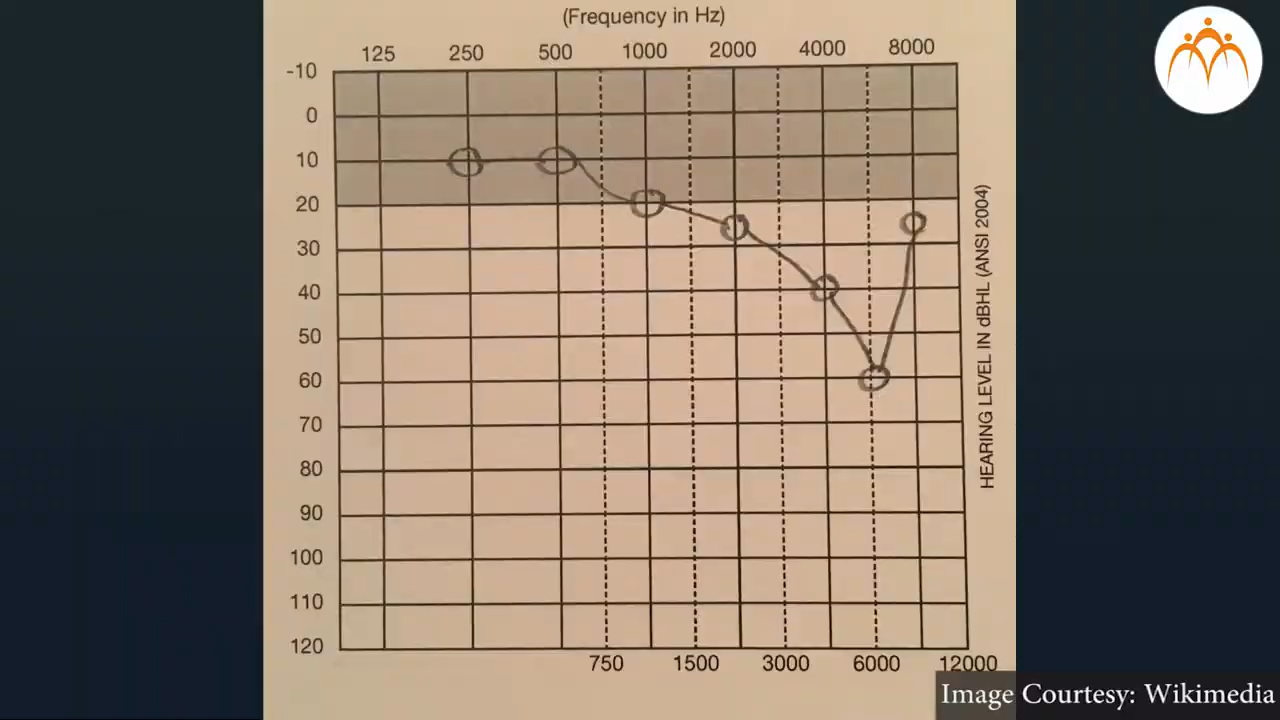 (Frequency in Hz)
125 250 500 1000 2000 4000 8000
-10
0
10
20
30
40
50
60
70
80
90
100
110
120
HEARING LEVEL IN dBHL (ANSI 2004)
750 1500 3000 6000 12000
Image Courtesy: Wikimedia